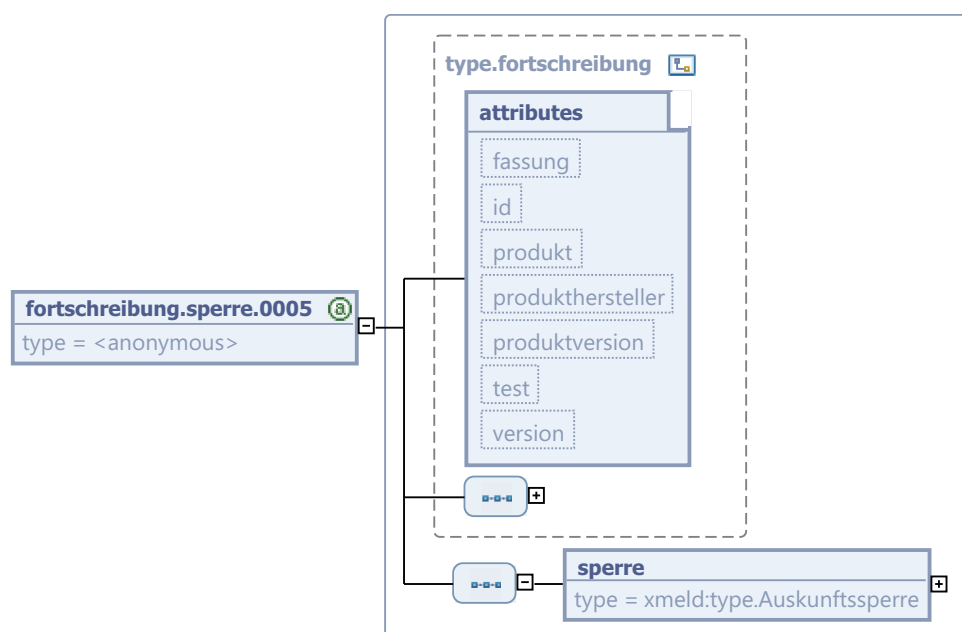 type.fortschreibung
attributes
fassung
id
produkt
fortschreibung.sperre.0005 a
produkthersteller
type = <anonymous>
produktversion
test
version
sperre
type = xmeld:type.Auskunftssperre